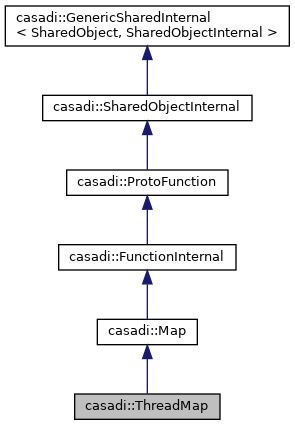 casadi::GenericSharedInternal
< SharedObject, SharedObjectInternal >
casadi::SharedObjectInternal
casadi::ProtoFunction
casadi::FunctionInternal
casadi::Map
casadi::ThreadMap